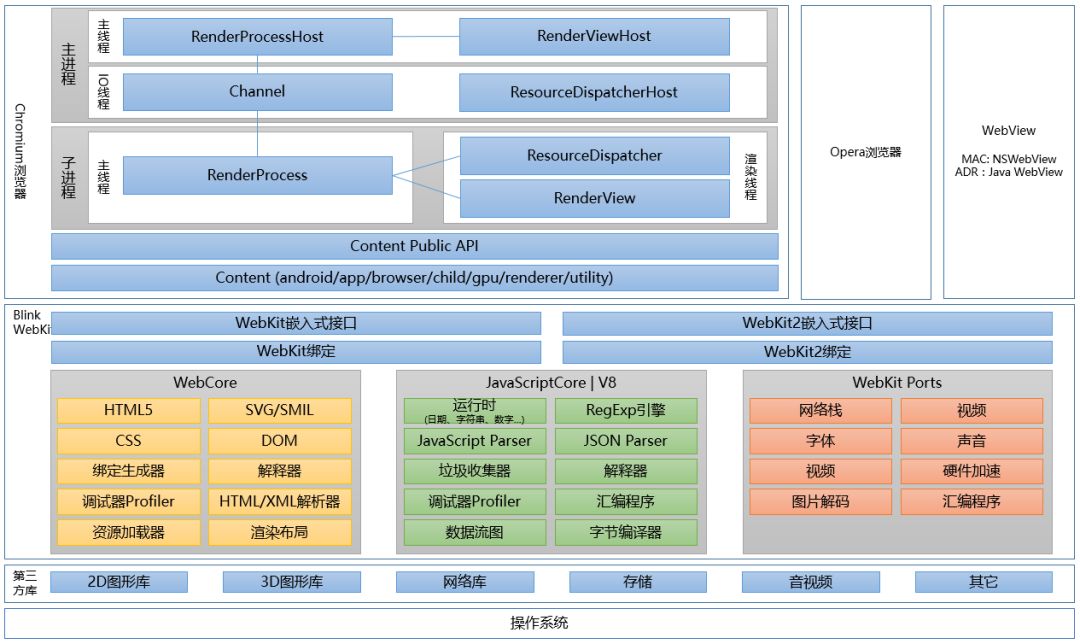 Chromium浏览器
主进程
主线程
RenderProcessHost
RenderViewHost
IO线程
Channel
ResourceDispatcherHost
子进程
主线程
RenderProcess
ResourceDispatcher
RenderView
渲染线程
Content Public API
Content (android/app/browser/child/gpu/renderer/utility)
Opera浏览器
WebView
MAC: NSWebView
ADR : Java WebView
Blink
WebKit
WebKit嵌入式接口
WebKit2嵌入式接口
WebKit绑定
WebKit2绑定
WebCore
HTML5
SVG/SMIL
CSS
DOM
绑定生成器
解释器
调试器Profiler
HTML/XML解析器
资源加载器
渲染布局
JavaScriptCore | V8
运行时
(日期、字符串、数字...)
RegExp引擎
JavaScript Parser
JSON Parser
垃圾收集器
解释器
调试器Profiler
汇编程序
数据流图
字节编译器
WebKit Ports
网络栈
视频
字体
声音
视频
硬件加速
图片解码
汇编程序
第三
方库
2D图形库
3D图形库
网络库
存储
音视频
其它
操作系统